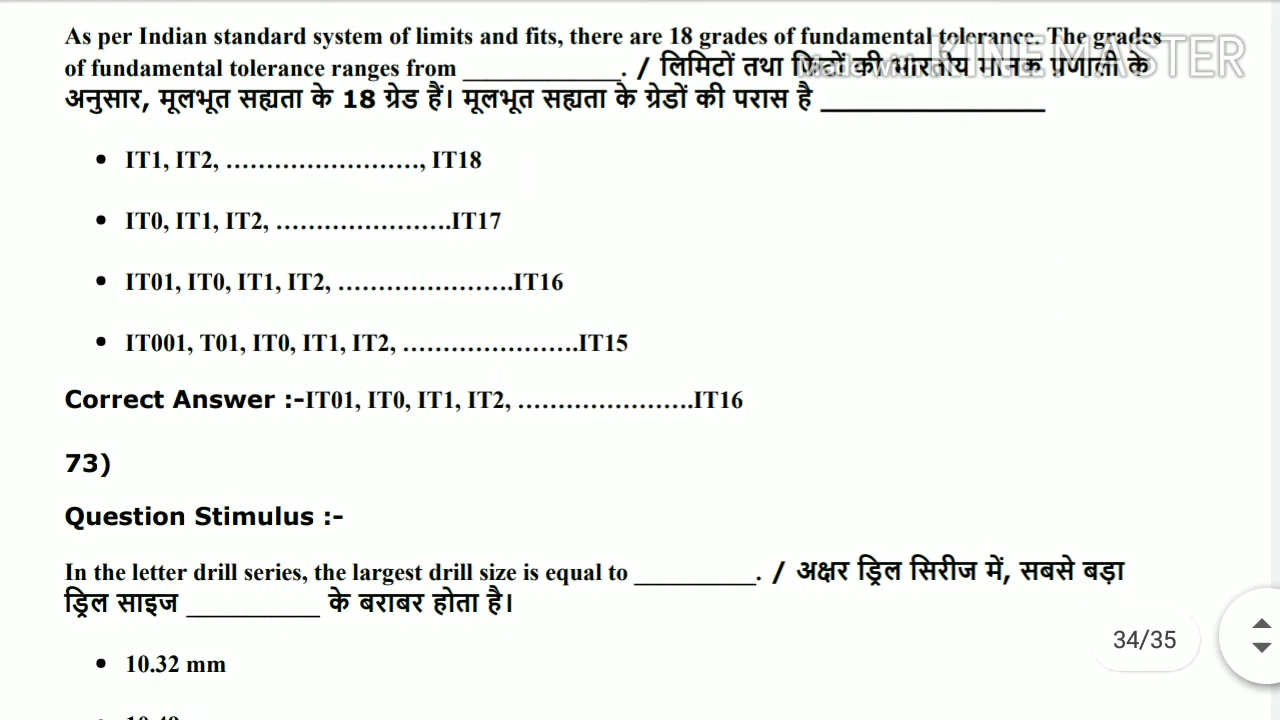 As per Indian standard system of limits and fits, there are 18 grades of fundamental tolerance. The grades
of fundamental tolerance ranges from ____________. / लिमिटों तथा फिटों की भारतीय मानक प्रणाली के
अनुसार, मूलभूत सह्यता के 18 ग्रेड हैं। मूलभूत सह्यता के ग्रेडों की परास है ________________
Made with KINEMASTER
• IT1, IT2, ……………………, IT18
• IT0, IT1, IT2, ………………….IT17
• IT01, IT0, IT1, IT2, ………………….IT16
• IT001, T01, IT0, IT1, IT2, ………………….IT15
Correct Answer :-IT01, IT0, IT1, IT2, ………………….IT16
73)
Question Stimulus :-
In the letter drill series, the largest drill size is equal to __________. / अक्षर ड्रिल सिरीज में, सबसे बड़ा
ड्रिल साइज __________ के बराबर होता है।
34/35
• 10.32 mm